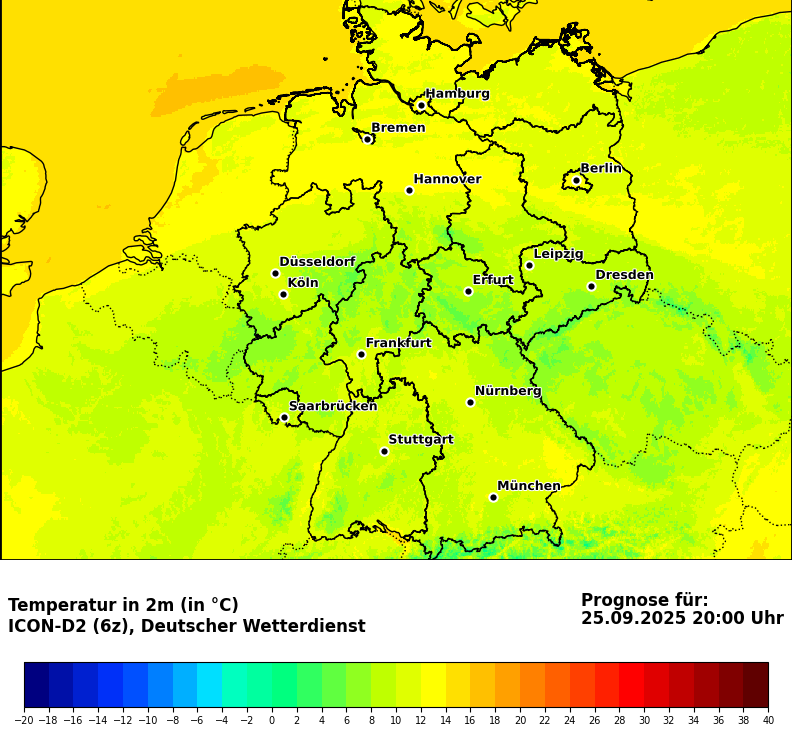 Hamburg
Bremen
Berlin
Hannover
Leipzig
Düsseldorf
Dresden
Köln
Erfurt
Frankfurt
Nürnberg
Saarbrücken
Stuttgart
München
Temperatur in 2m (in °C)
ICON-D2 (6z), Deutscher Wetterdienst
Prognose für:
25.09.2025 20:00 Uhr
−20 −18 −16 −14 −12 −10 −8 −6 −4 −2 0 2 4 6 8 10 12 14 16 18 20 22 24 26 28 30 32 34 36 38 40